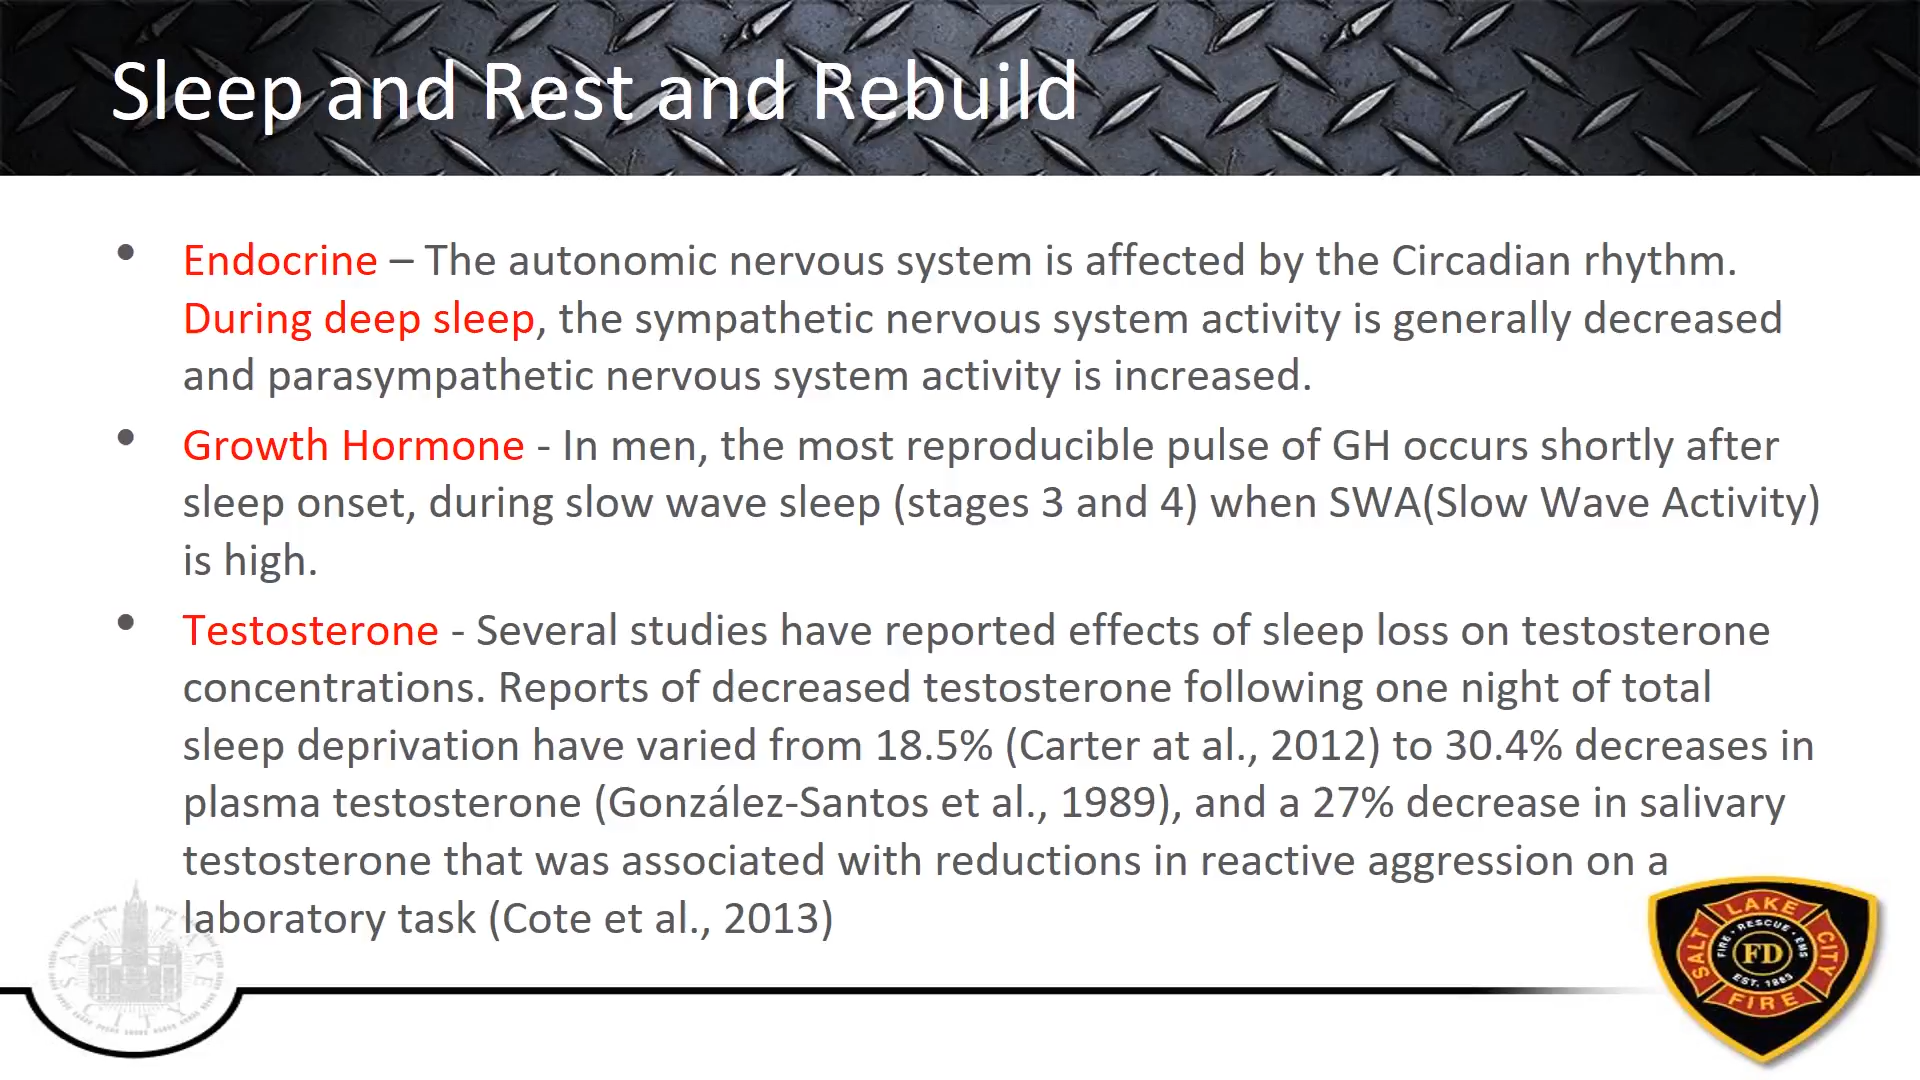 Sleep and Rest and Rebuild
• Endocrine – The autonomic nervous system is affected by the Circadian rhythm.
During deep sleep, the sympathetic nervous system activity is generally decreased
and parasympathetic nervous system activity is increased.
• Growth Hormone - In men, the most reproducible pulse of GH occurs shortly after
sleep onset, during slow wave sleep (stages 3 and 4) when SWA(Slow Wave Activity)
is high.
• Testosterone - Several studies have reported effects of sleep loss on testosterone
concentrations. Reports of decreased testosterone following one night of total
sleep deprivation have varied from 18.5% (Carter at al., 2012) to 30.4% decreases in
plasma testosterone (González-Santos et al., 1989), and a 27% decrease in salivary
testosterone that was associated with reductions in reactive aggression on a
laboratory task (Cote et al., 2013)
SALT LAKE CITY
SALT LAKE CITY
FIRE • RESCUE • EMS
FD
EST. 1883
FIRE